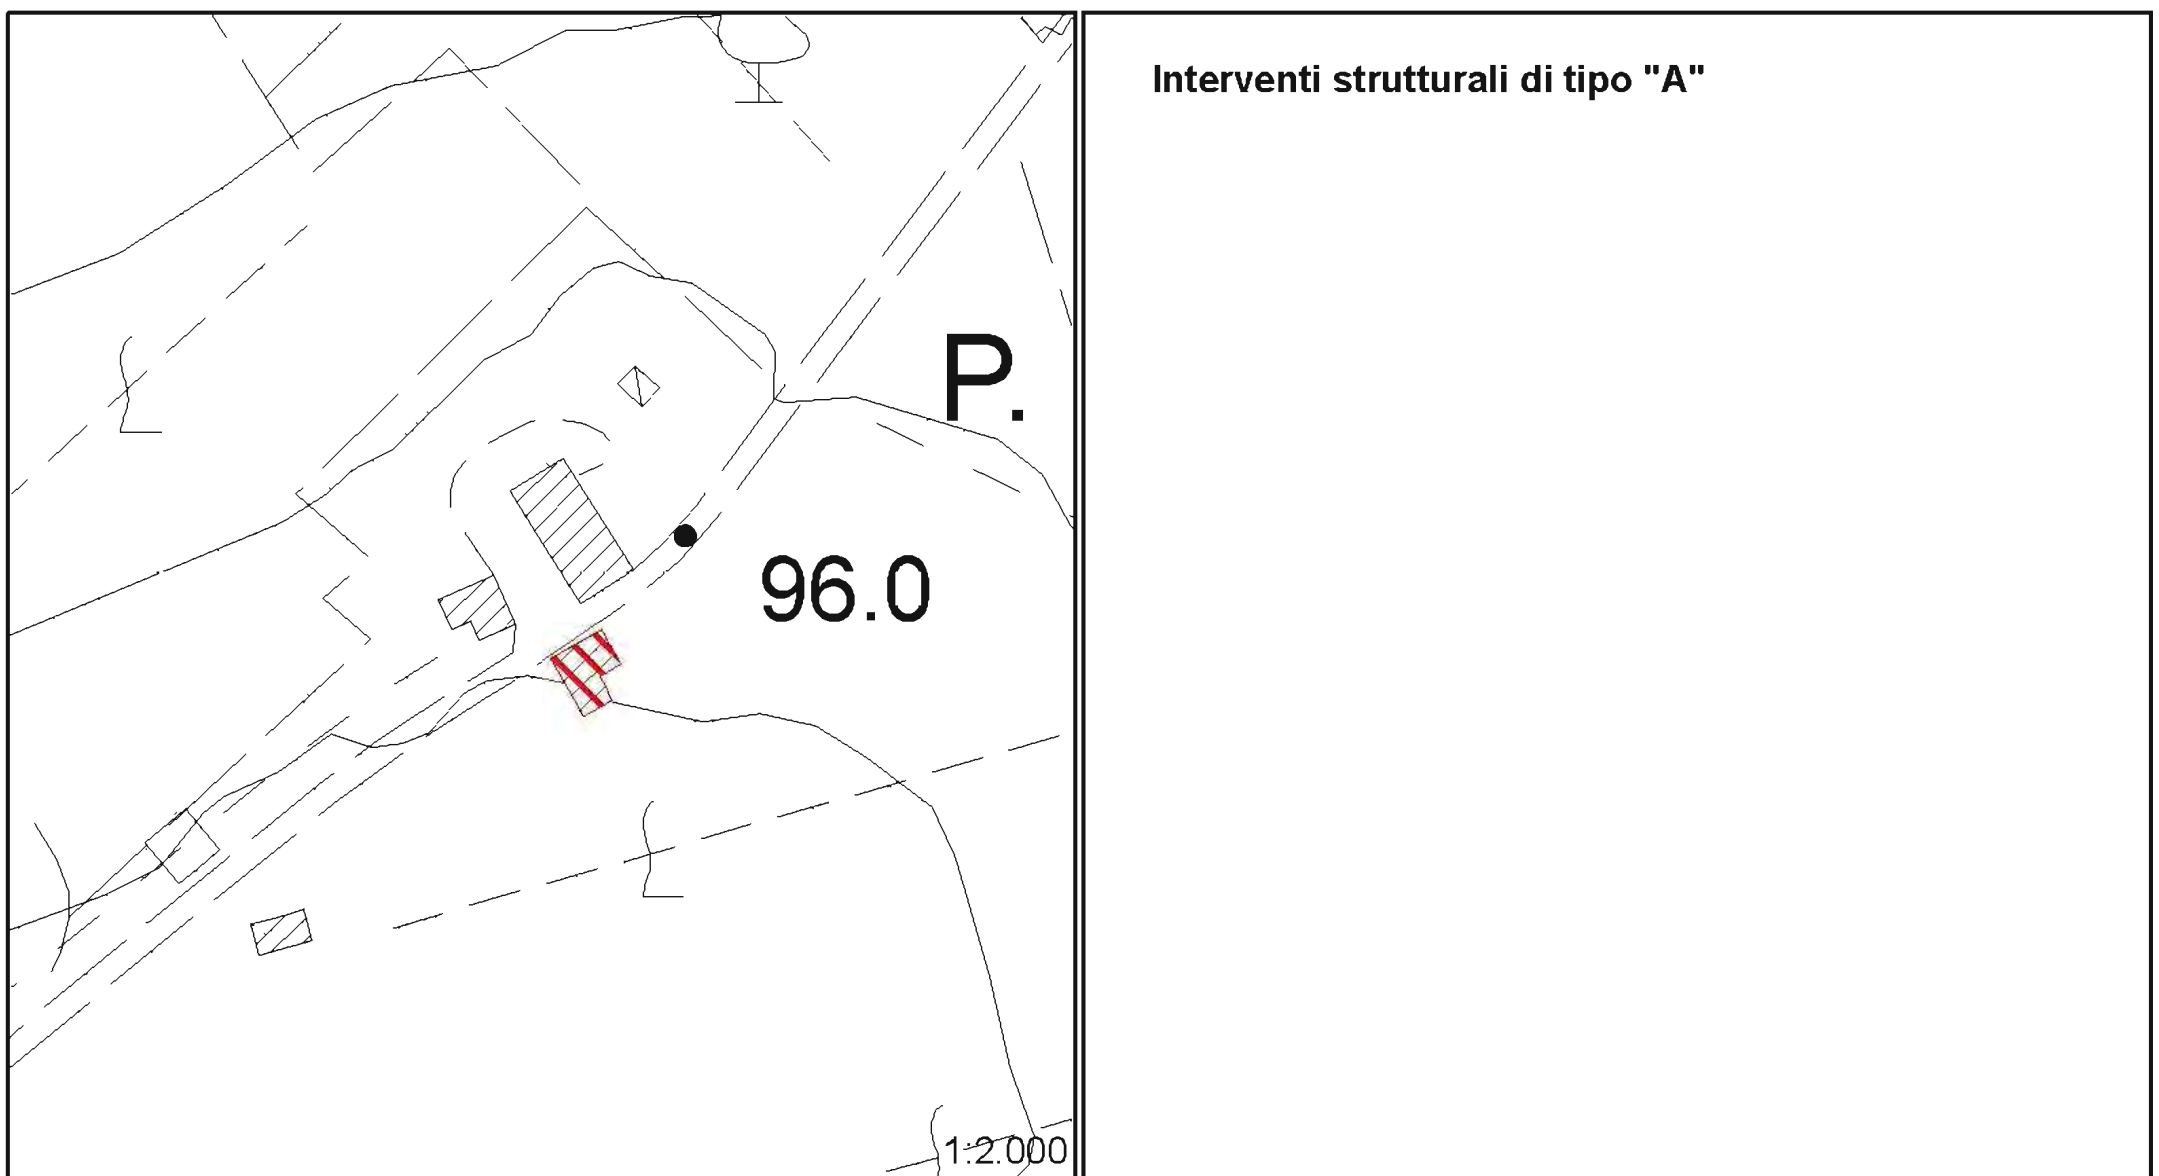 P.
96.0
1:2.000
Interventi strutturali di tipo "A"